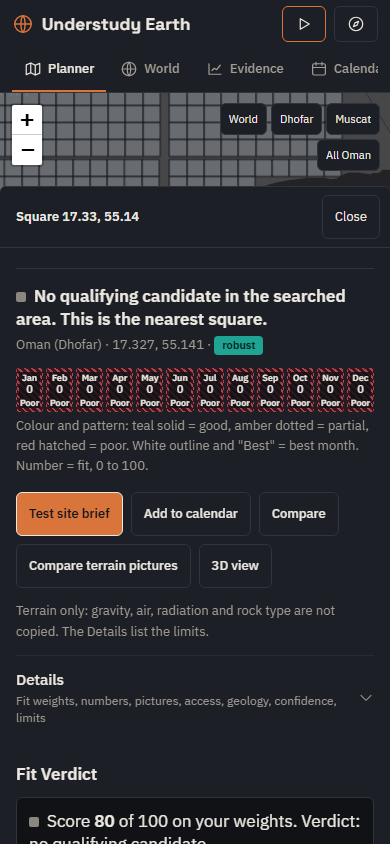 Understudy Earth
Planner World Evidence Calenda
+
−
World Dhofar Muscat
All Oman
Square 17.33, 55.14
Close
No qualifying candidate in the searched
area. This is the nearest square.
Oman (Dhofar) · 17.327, 55.141 · robust
Jan Feb Mar Apr May Jun Jul Aug Sep Oct Nov Dec
0 0 0 0 0 0 0 0 0 0 0 0
Poor Poor Poor Poor Poor Poor Poor Poor Poor Poor Poor Poor
Colour and pattern: teal solid = good, amber dotted = partial,
red hatched = poor. White outline and "Best" = best month.
Number = fit, 0 to 100.
Test site brief Add to calendar Compare
Compare terrain pictures 3D view
Terrain only: gravity, air, radiation and rock type are not
copied. The Details list the limits.
Details
Fit weights, numbers, pictures, access, geology, confidence,
limits
Fit Verdict
Score 80 of 100 on your weights. Verdict:
no qualifying candidate